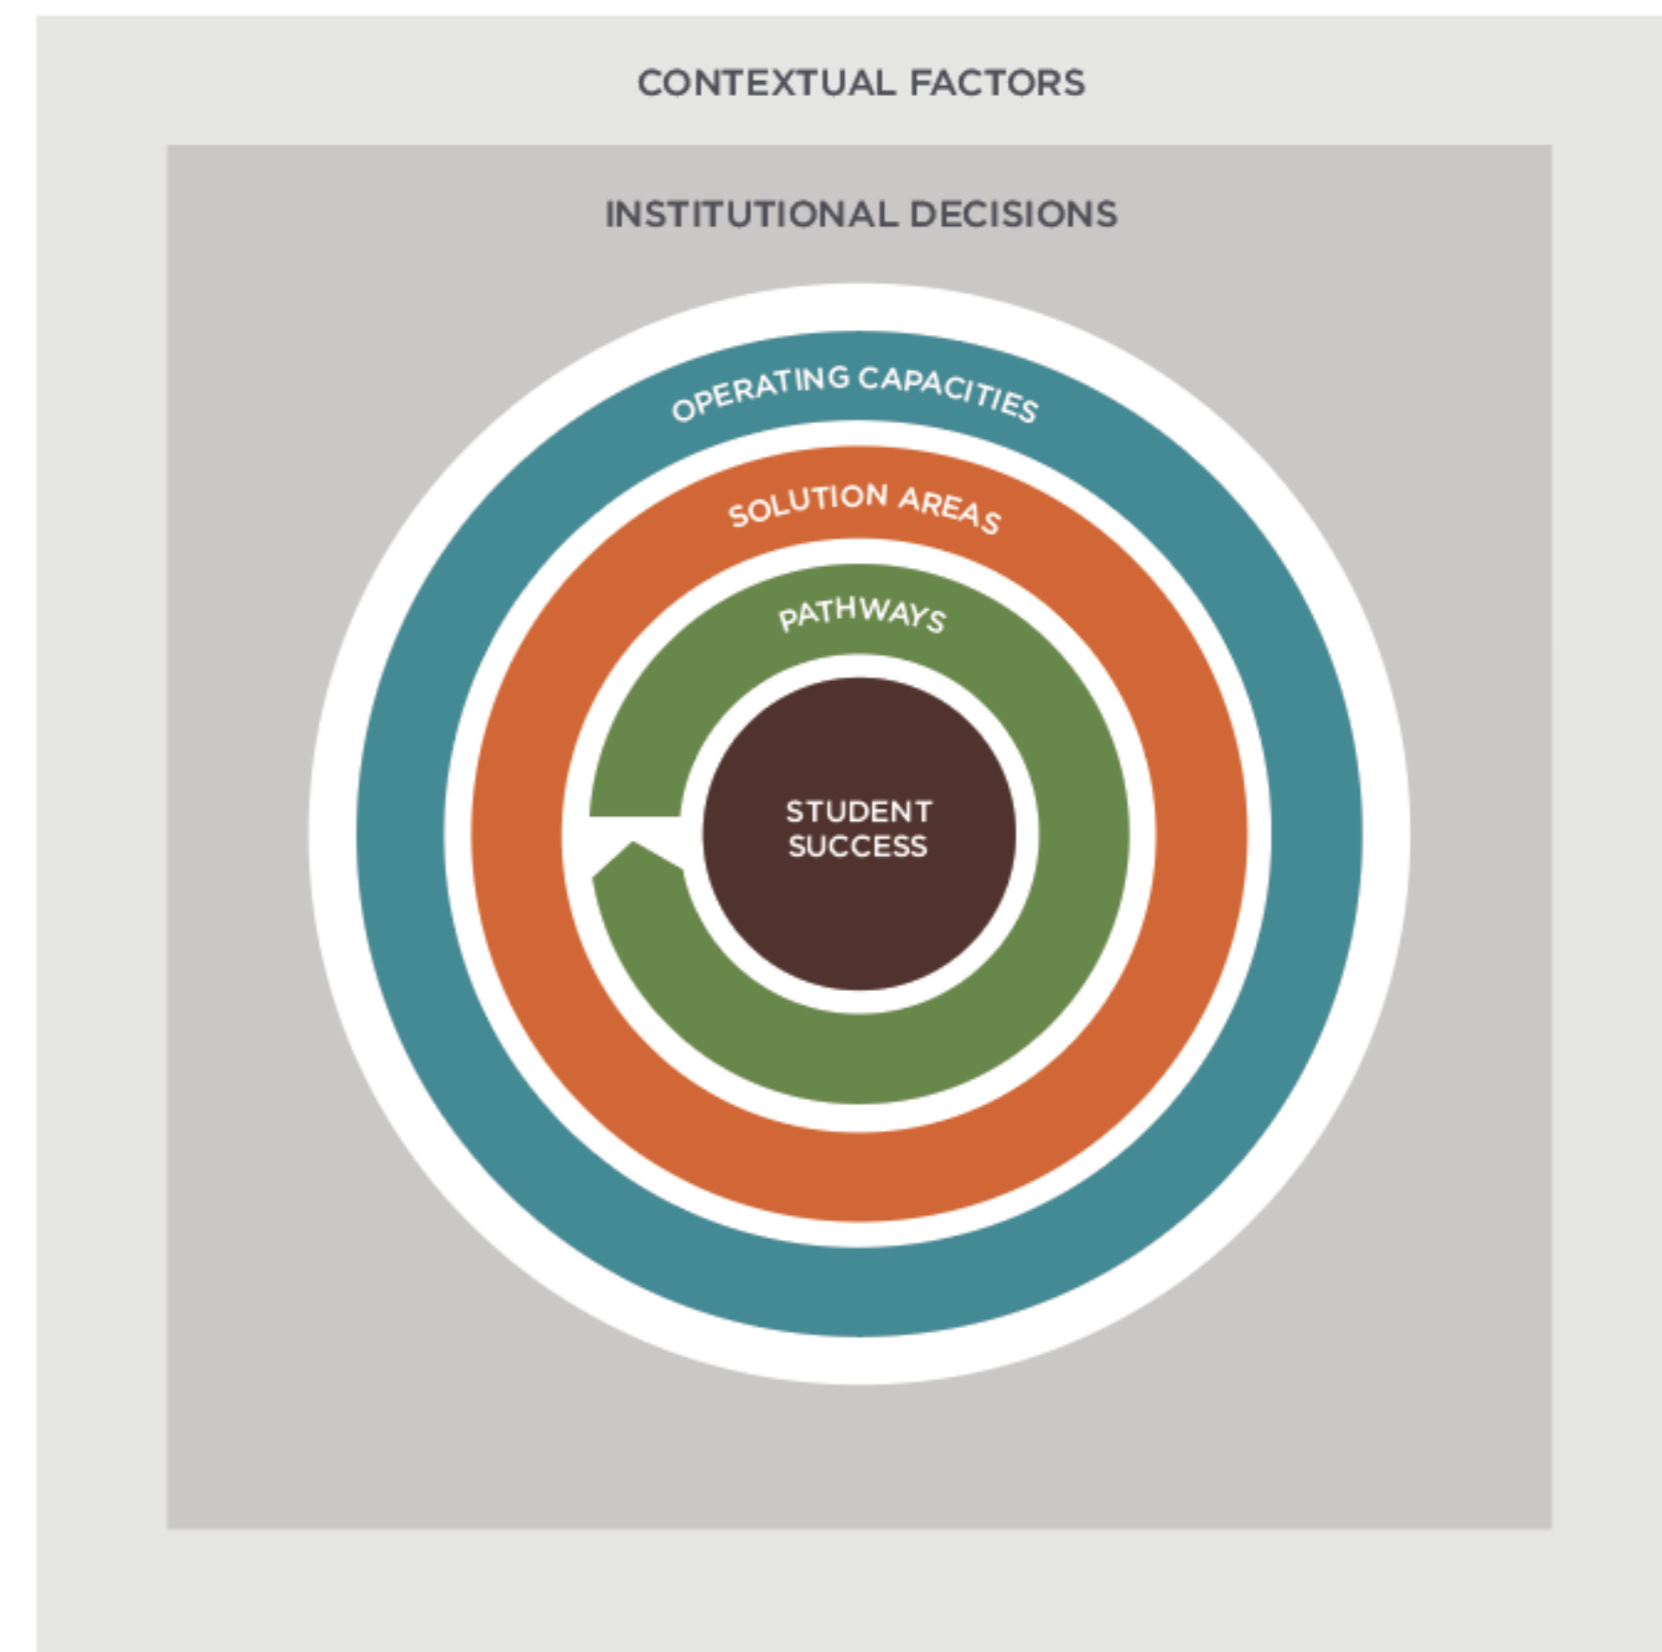 CONTEXTUAL FACTORS
INSTITUTIONAL DECISIONS
OPERATING CAPACITIES
SOLUTION AREAS
PATHWAYS
STUDENT
SUCCESS